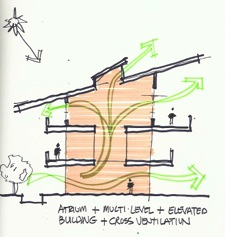 ATRIUM + MULTI-LEVEL + ELEVATED
BUILDING + CROSS VENTILATION